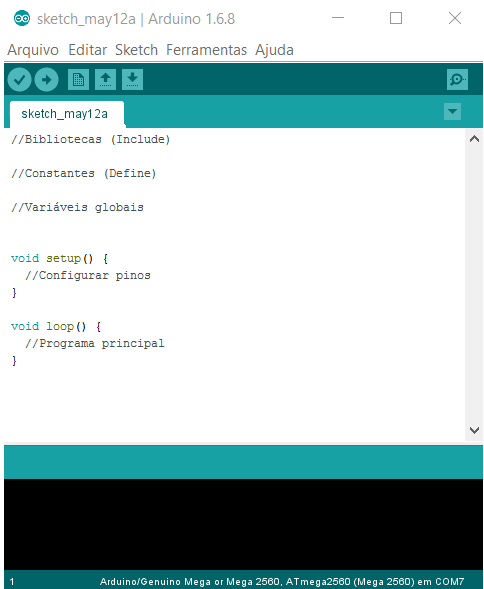 sketch_may12a | Arduino 1.6.8
Arquivo Editar Sketch Ferramentas Ajuda
sketch_may12a
//Bibliotecas (Include)
//Constantes (Define)
//Variáveis globais
void setup() {
  //Configurar pinos
}
void loop() {
  //Programa principal
}
1 Arduino/Genuino Mega or Mega 2560, ATmega2560 (Mega 2560) em COM7